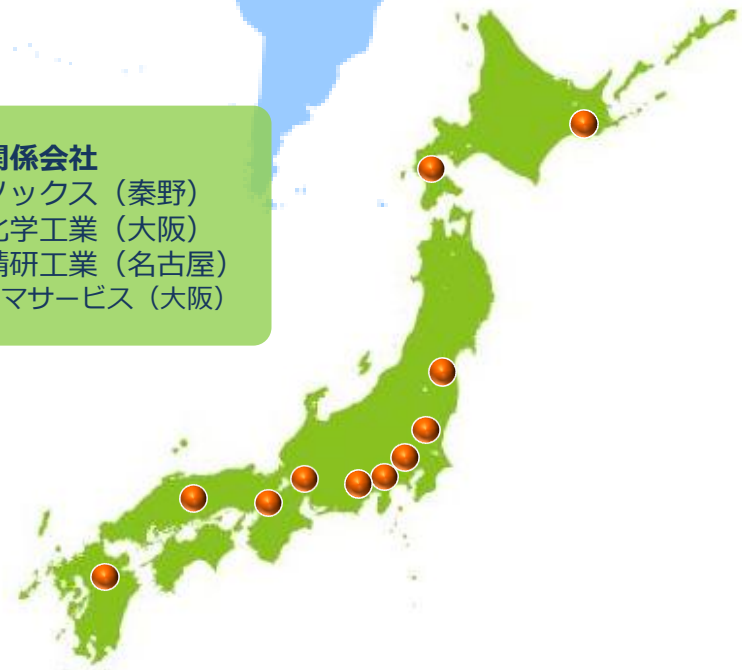 関係会社
ソックス（秦野）
化学工業（大阪）
精研工業（名古屋）
マサービス（大阪）